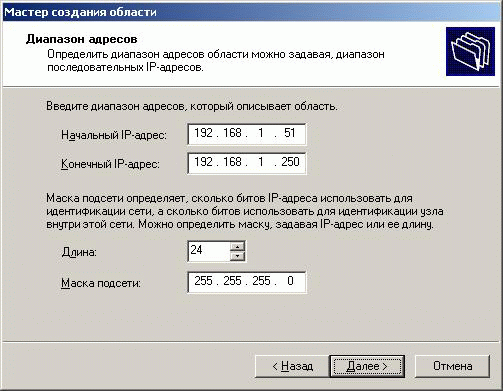 Мастер создания области
Диапазон адресов
Определить диапазон адресов области можно задавая, диапазон
последовательных IP-адресов.
Введите диапазон адресов, который описывает область.
Начальный IP-адрес: 192 . 168 . 1 . 51
Конечный IP-адрес: 192 . 168 . 1 . 250
Маска подсети определяет, сколько битов IP-адреса использовать для
идентификации сети, а сколько битов использовать для идентификации узла
внутри этой сети. Можно определить маску, задавая IP-адрес или ее длину.
Длина: 24
Маска подсети: 255 . 255 . 255 . 0
< Назад Далее > Отмена